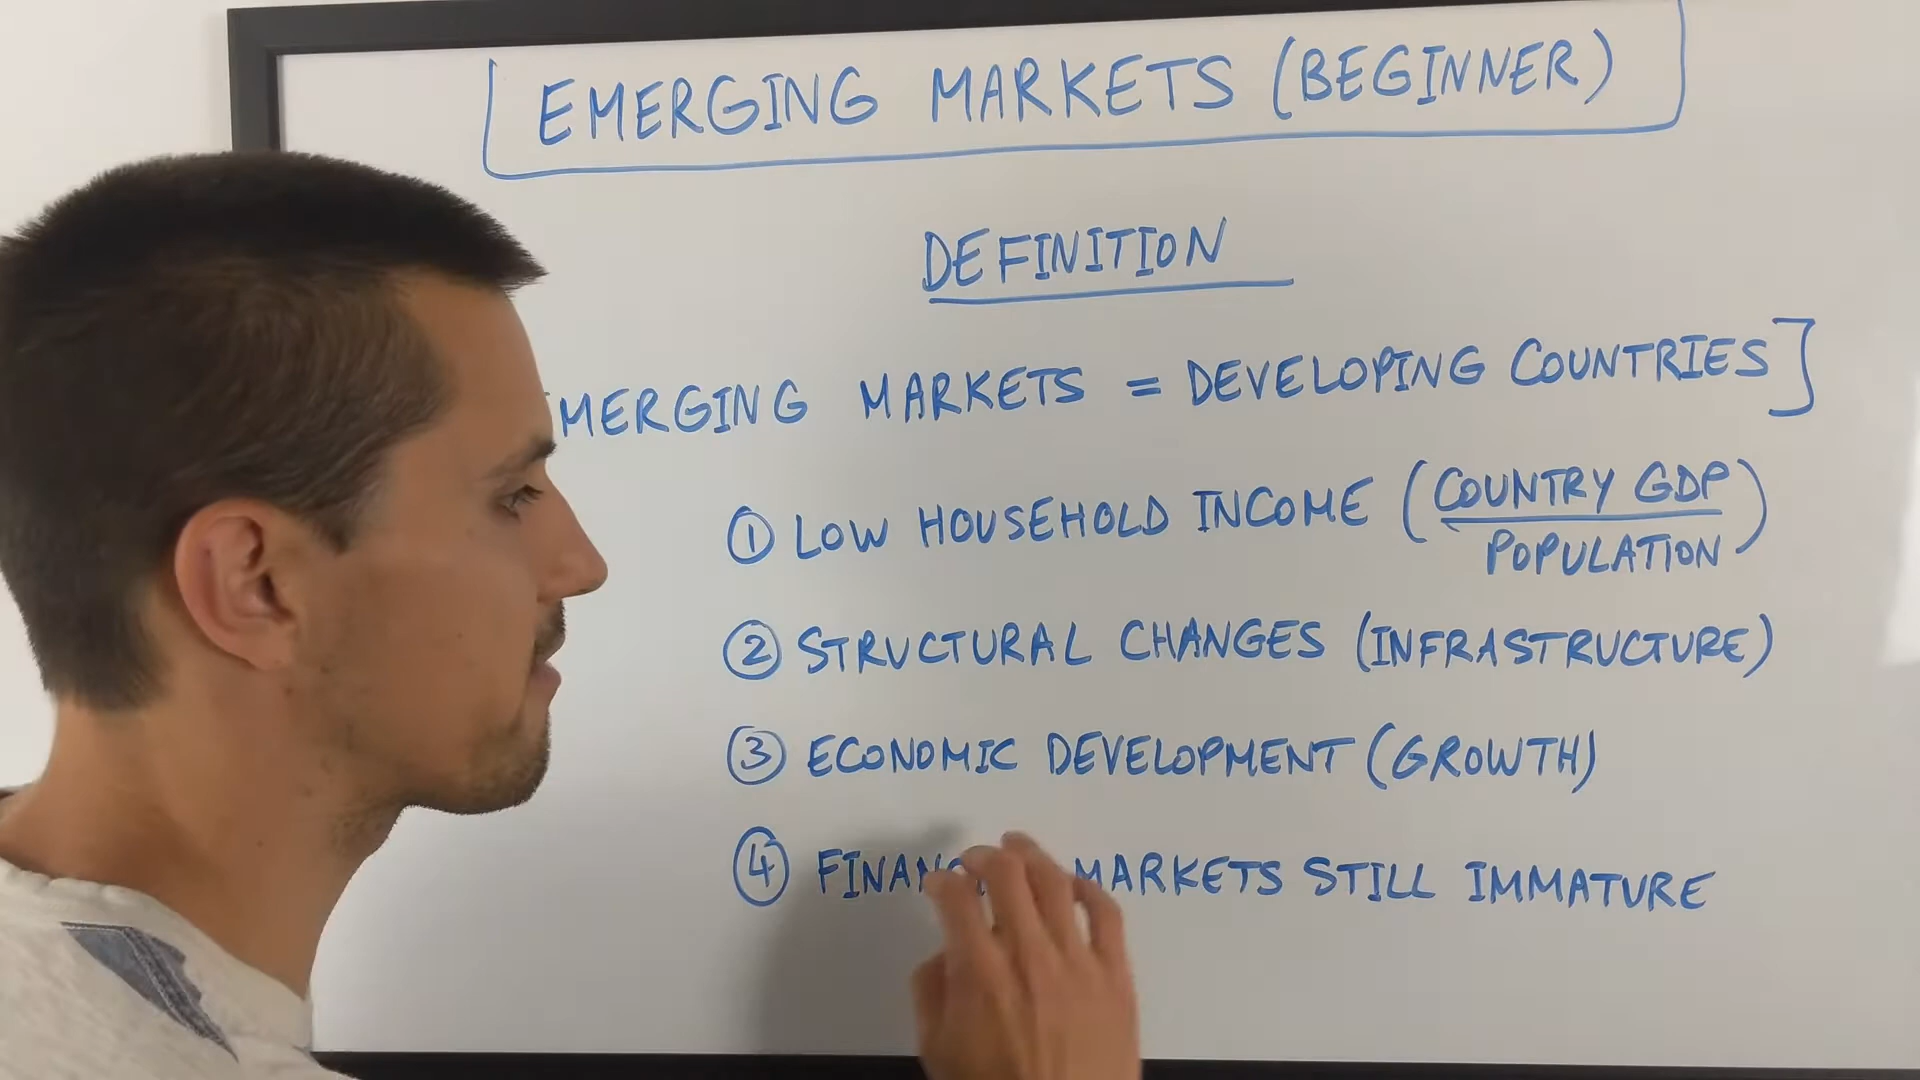 EMERGING MARKETS (BEGINNER)
DEFINITION
MERGING MARKETS = DEVELOPING COUNTRIES]
① LOW HOUSEHOLD INCOME (COUNTRY GDP
POPULATION)
② STRUCTURAL CHANGES (INFRASTRUCTURE)
③ ECONOMIC DEVELOPMENT (GROWTH)
④ MARKETS STILL IMMATURE